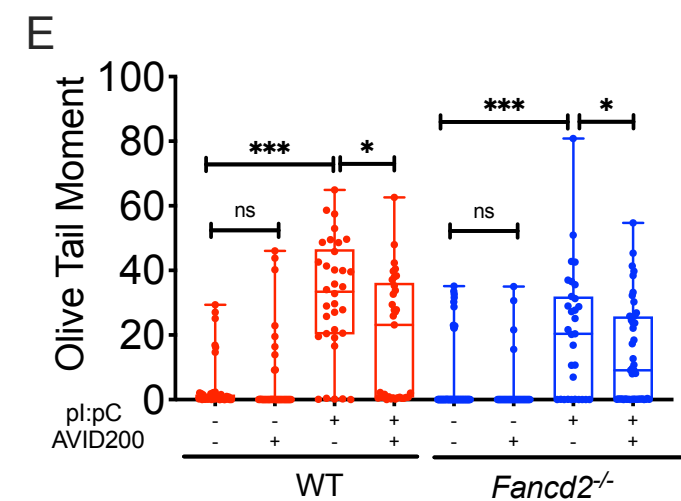 E
Olive Tail Moment
100
80
60
40
20
0
*** * *** *
ns ns
pI:pC - - + + - - + +
AVID200 - + - + - + - +
WT Fancd2-/-